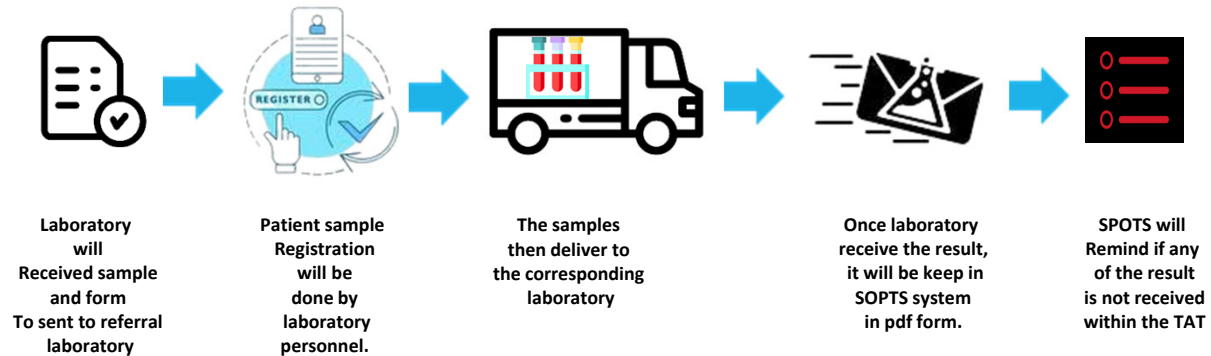 REGISTER
Laboratory
will
Received sample
and form
To sent to referral
laboratory
Patient sample
Registration
will be
done by
laboratory
personnel.
The samples
then deliver to
the corresponding
laboratory
Once laboratory
receive the result,
it will be keep in
SOPTS system
in pdf form.
SPOTS will
Remind if any
of the result
is not received
within the TAT